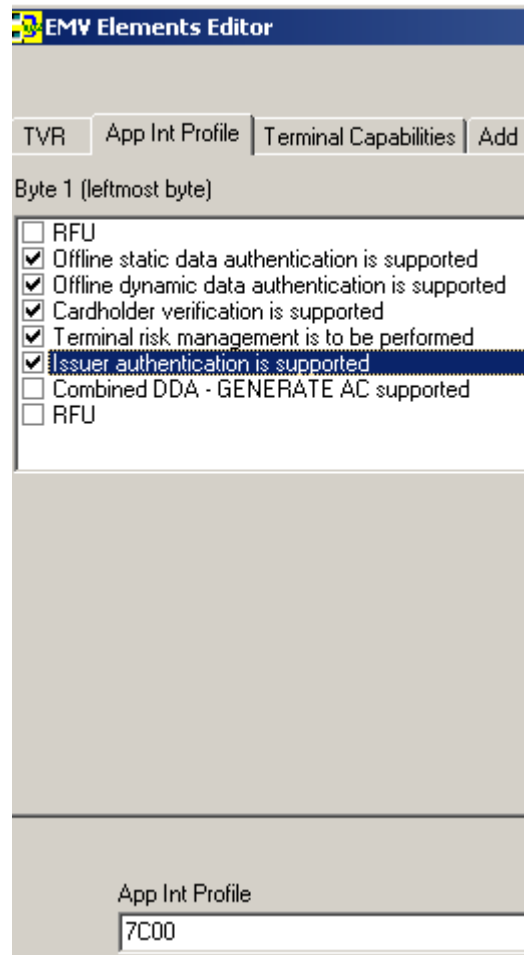 EMV Elements Editor
TVR App Int Profile Terminal Capabilities Add
Byte 1 (leftmost byte)
RFU
Offline static data authentication is supported
Offline dynamic data authentication is supported
Cardholder verification is supported
Terminal risk management is to be performed
Issuer authentication is supported
Combined DDA - GENERATE AC supported
RFU
App Int Profile
7C00